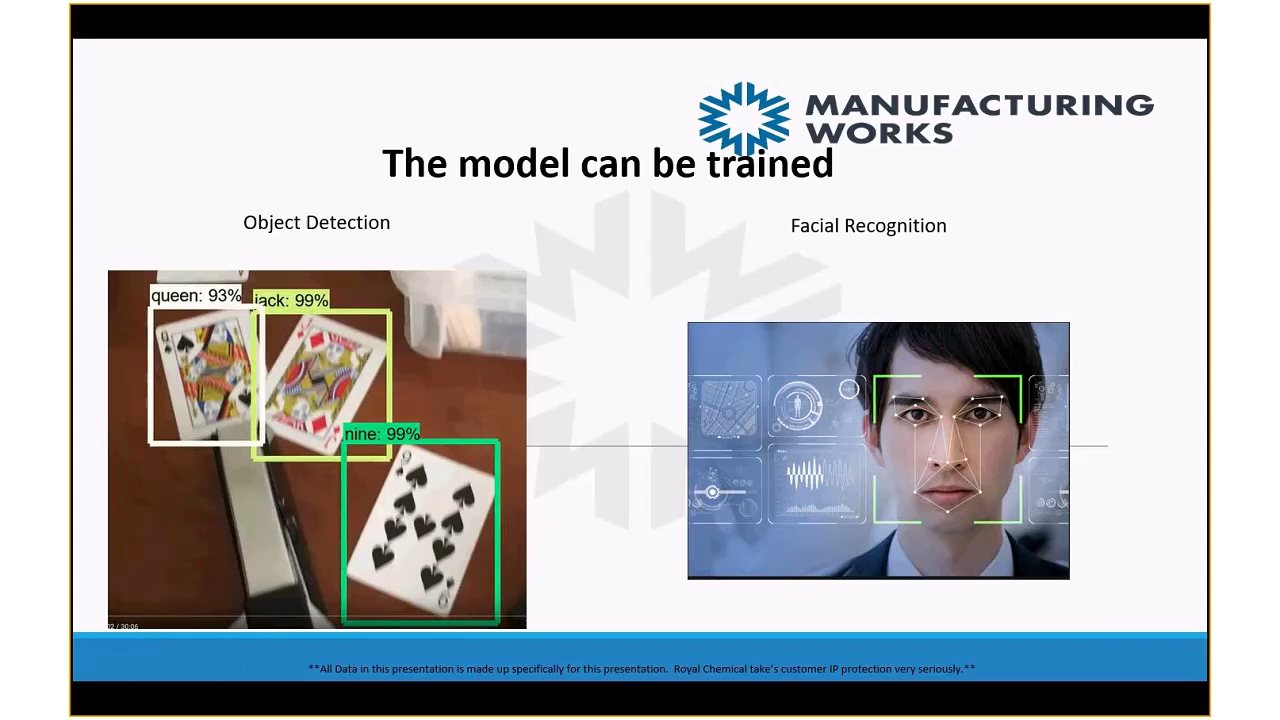 MANUFACTURING
WORKS
The model can be trained
Object Detection
Facial Recognition
queen: 93%
jack: 99%
nine: 99%
**All Data in this presentation is made up specifically for this presentation.  Royal Chemical take's customer IP protection very seriously.**